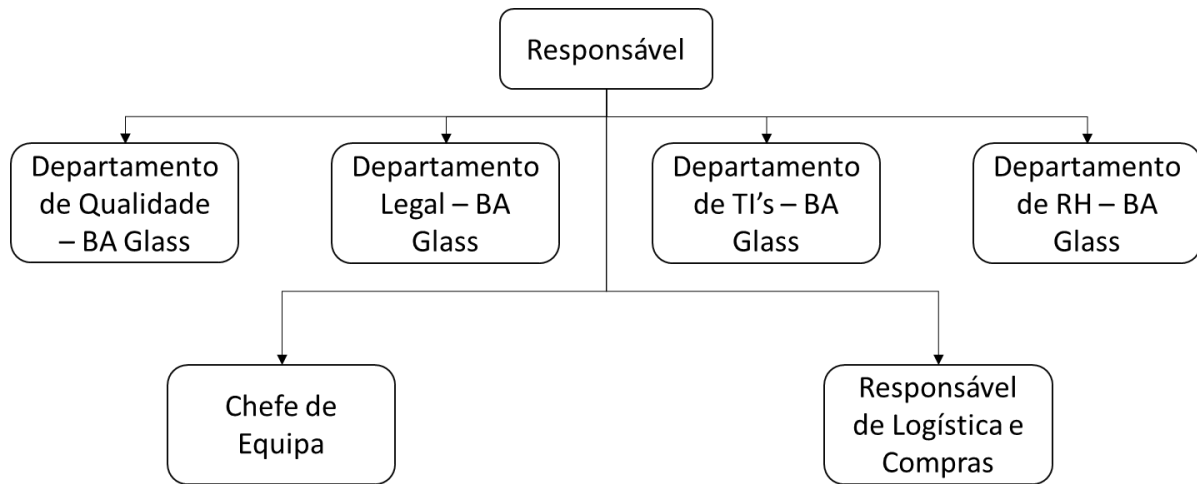 Responsável
Departamento
de Qualidade
– BA Glass
Departamento
Legal – BA
Glass
Departamento
de TI’s – BA
Glass
Departamento
de RH – BA
Glass
Chefe de
Equipa
Responsável
de Logística e
Compras